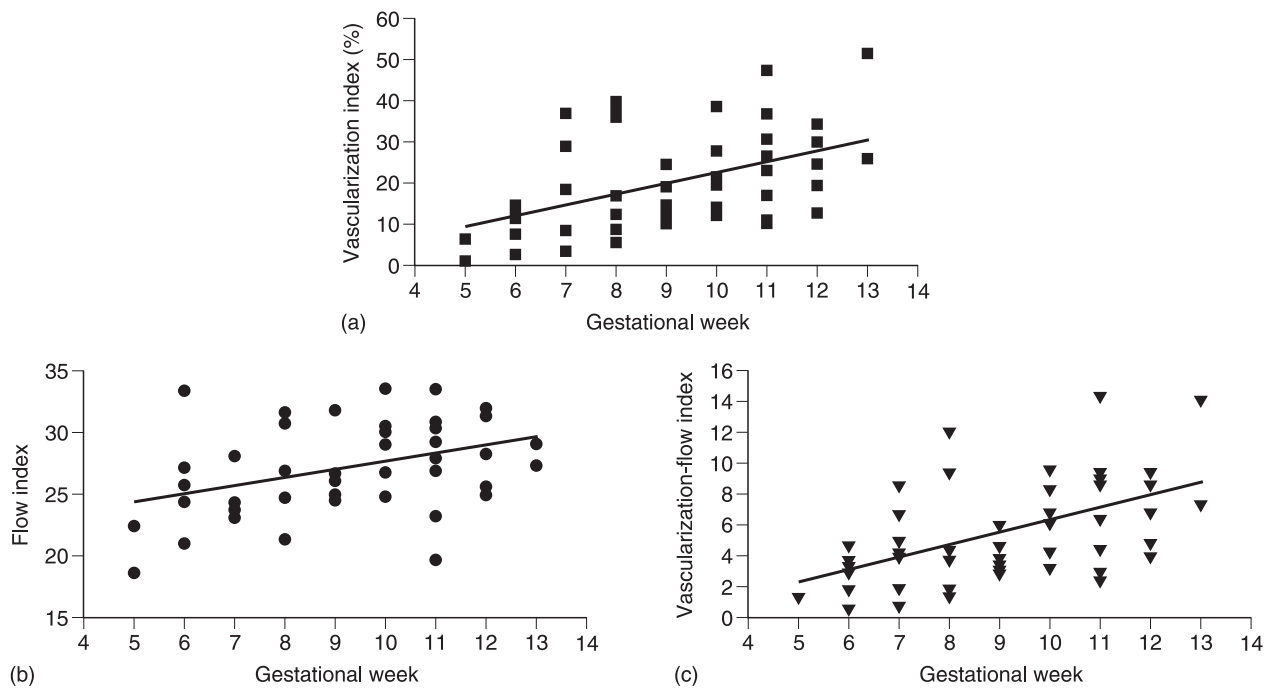 60
50
40
30
20
10
0
Vascularization index (%)
4 5 6 7 8 9 10 11 12 13 14
Gestational week
(a)
35
30
25
20
15
Flow index
4 5 6 7 8 9 10 11 12 13 14
Gestational week
(b)
16
14
12
10
8
6
4
2
0
Vascularization-flow index
4 5 6 7 8 9 10 11 12 13 14
Gestational week
(c)